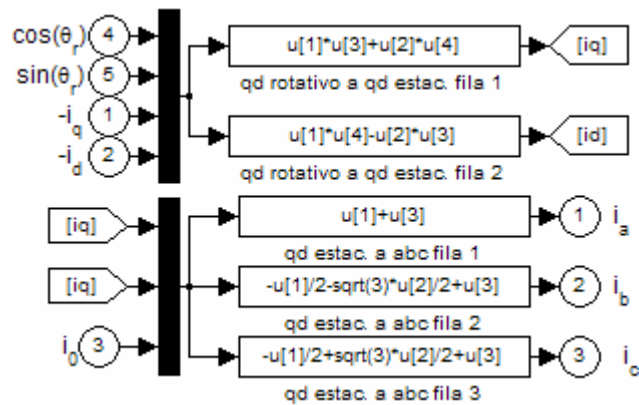 cos(θr) 4
sin(θr) 5
-iq 1
-id 2
u[1]*u[3]+u[2]*u[4] [iq]
qd rotativo a qd estac. fila 1
u[1]*u[4]-u[2]*u[3] [id]
qd rotativo a qd estac. fila 2
[iq]
[iq]
i0 3
u[1]+u[3] 1 ia
qd estac. a abc fila 1
-u[1]/2-sqrt(3)*u[2]/2+u[3] 2 ib
qd estac. a abc fila 2
-u[1]/2+sqrt(3)*u[2]/2+u[3] 3 ic
qd estac. a abc fila 3